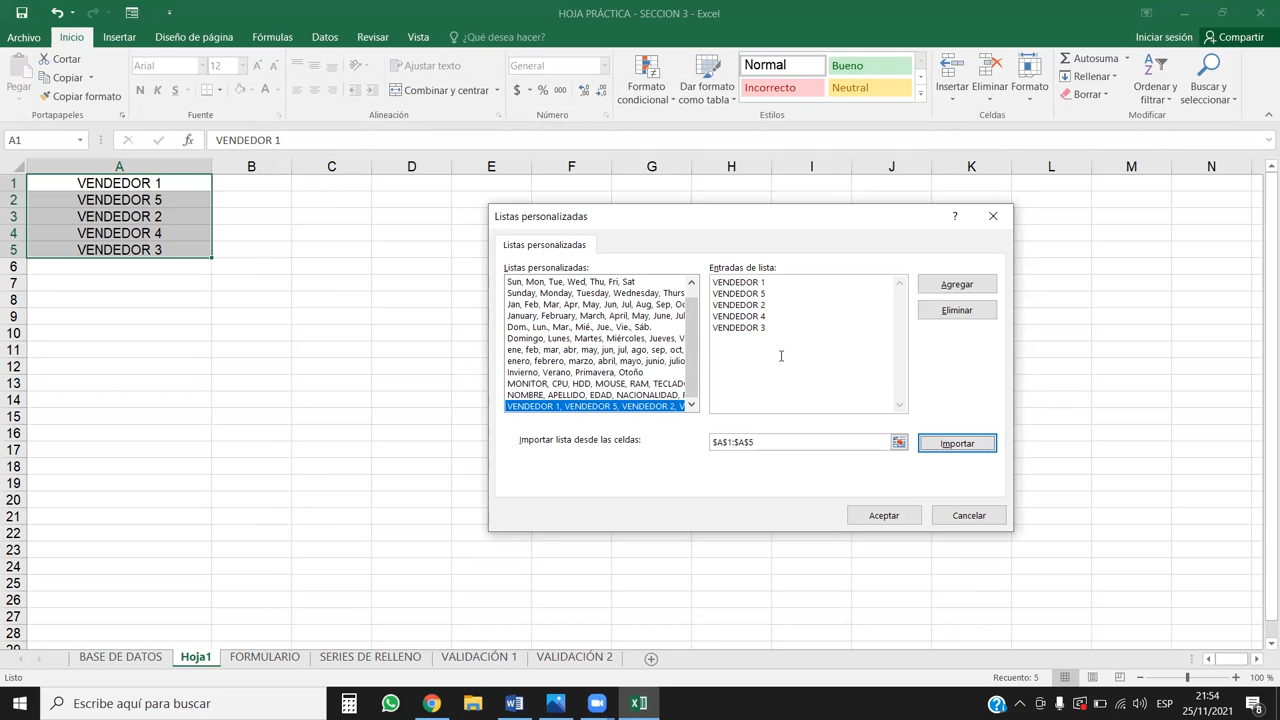 HOJA PRÁCTICA - SECCION 3 - Excel
Archivo Inicio Insertar Diseño de página Fórmulas Datos Revisar Vista ¿Qué desea hacer? Iniciar sesión Compartir
Pegar
Cortar
Copiar
Copiar formato
Portapapeles
Arial 12
N K S
Fuente
Ajustar texto
Combinar y centrar
Alineación
General
$ % 000
Número
Formato condicional
Dar formato como tabla
Normal Bueno
Incorrecto Neutral
Estilos
Insertar Eliminar Formato
Celdas
Autosuma
Rellenar
Borrar
Ordenar y filtrar
Buscar y seleccionar
Modificar
A1 fx VENDEDOR 1
A B C D E F G H I J K L M N
1 VENDEDOR 1
2 VENDEDOR 5
3 VENDEDOR 2
4 VENDEDOR 4
5 VENDEDOR 3
6
7
8
9
10
11
12
13
14
15
16
17
18
19
20
21
22
23
24
25
26
27
28
Listas personalizadas ?
Listas personalizadas
Listas personalizadas:
Sun, Mon, Tue, Wed, Thu, Fri, Sat
Sunday, Monday, Tuesday, Wednesday, Thurs
Jan, Feb, Mar, Apr, May, Jun, Jul, Aug, Sep, Oc
January, February, March, April, May, June, Jul
Dom., Lun., Mar., Mié., Jue., Vie., Sáb.
Domingo, Lunes, Martes, Miércoles, Jueves, V
ene, feb, mar, abr, may, jun, jul, ago, sep, oct,
enero, febrero, marzo, abril, mayo, junio, julio
Invierno, Verano, Primavera, Otoño
MONITOR, CPU, HDD, MOUSE, RAM, TECLAD
NOMBRE, APELLIDO, EDAD, NACIONALIDAD,
VENDEDOR 1, VENDEDOR 5, VENDEDOR 2, V
Entradas de lista:
VENDEDOR 1
VENDEDOR 5
VENDEDOR 2
VENDEDOR 4
VENDEDOR 3
Agregar
Eliminar
Importar lista desde las celdas: $A$1:$A$5 Importar
Aceptar Cancelar
BASE DE DATOS Hoja1 FORMULARIO SERIES DE RELLENO VALIDACIÓN 1 VALIDACIÓN 2
Listo Recuento: 5 100 %
Escribe aquí para buscar
ESP
21:54
25/11/2021
8